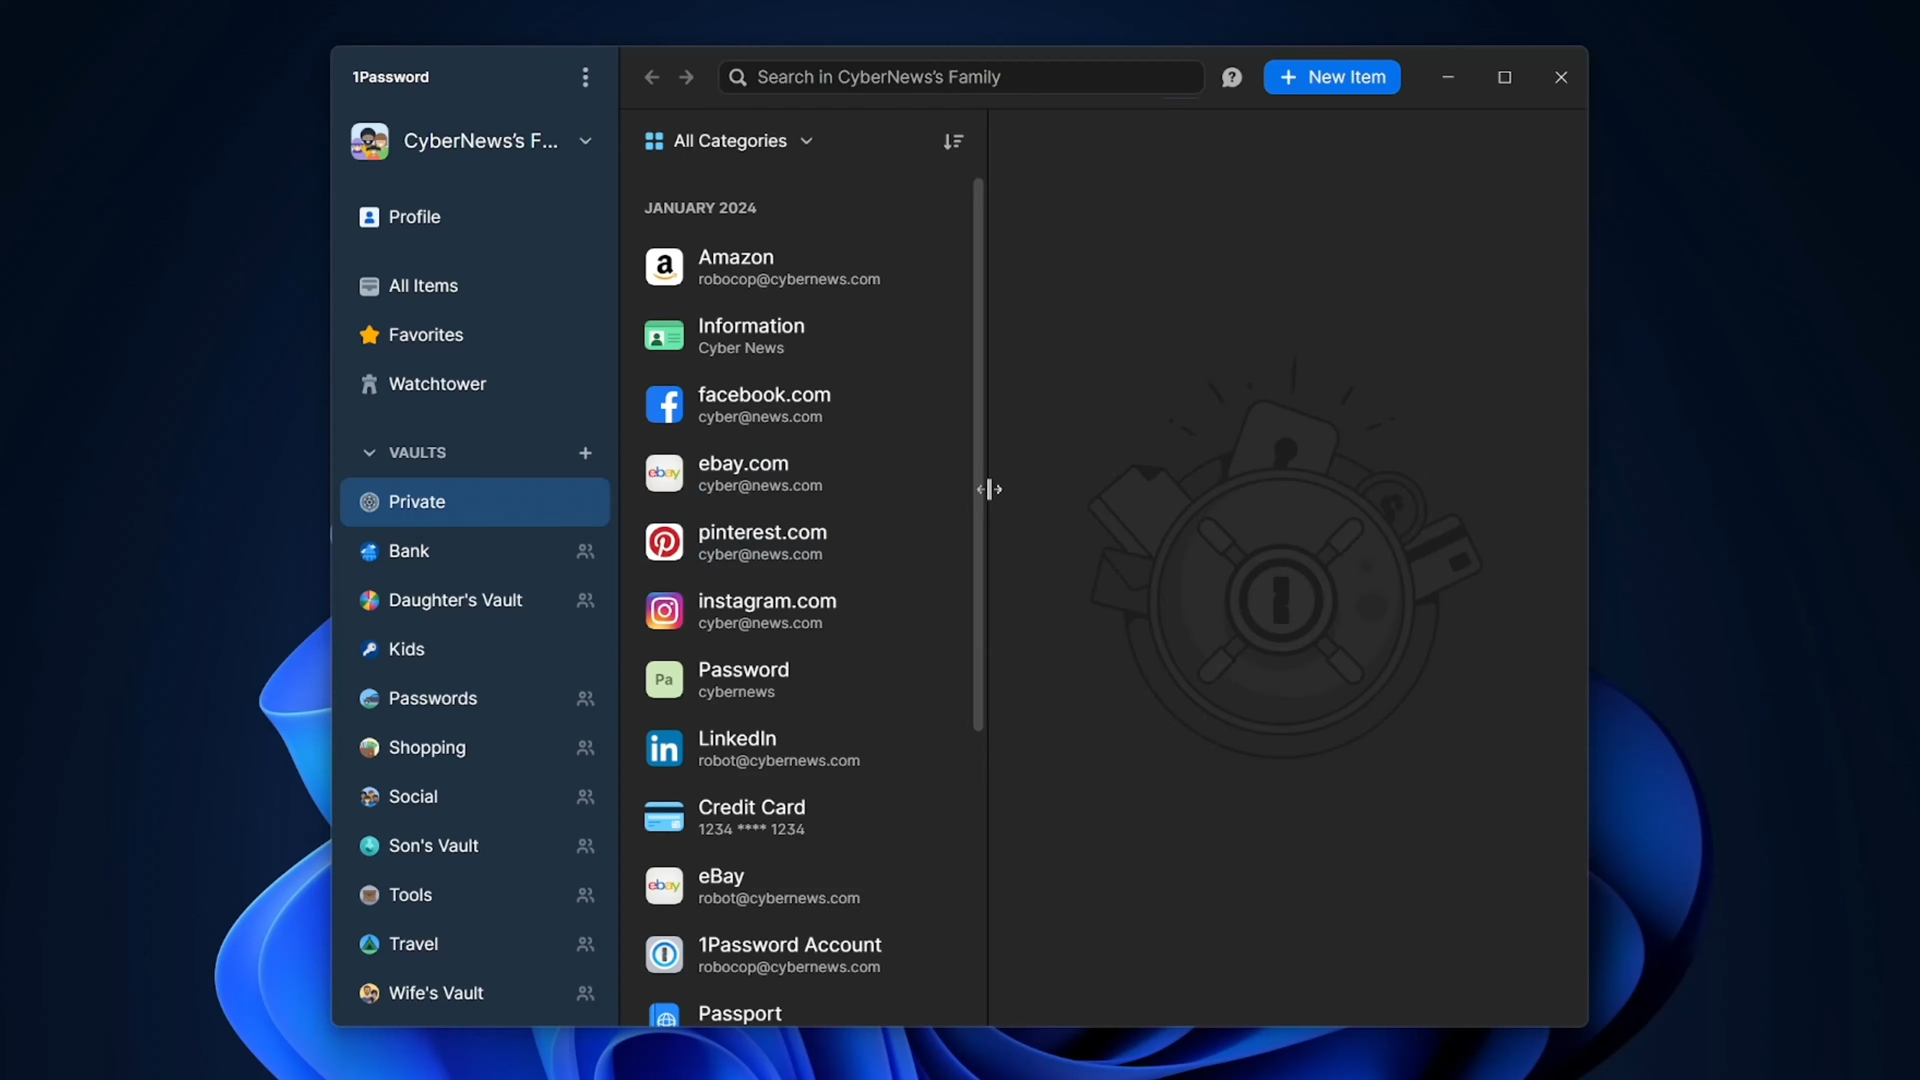 1Password
CyberNews's F...
Profile
All Items
Favorites
Watchtower
VAULTS
Private
Bank
Daughter's Vault
Kids
Passwords
Shopping
Social
Son's Vault
Tools
Travel
Wife's Vault
Search in CyberNews's Family
?
+ New Item
All Categories
JANUARY 2024
a
Amazon
robocop@cybernews.com
Information
Cyber News
f
facebook.com
cyber@news.com
ebay
ebay.com
cyber@news.com
pinterest.com
cyber@news.com
instagram.com
cyber@news.com
Pa
Password
cybernews
in
LinkedIn
robot@cybernews.com
Credit Card
1234 **** 1234
ebay
eBay
robot@cybernews.com
1Password Account
robocop@cybernews.com
Passport